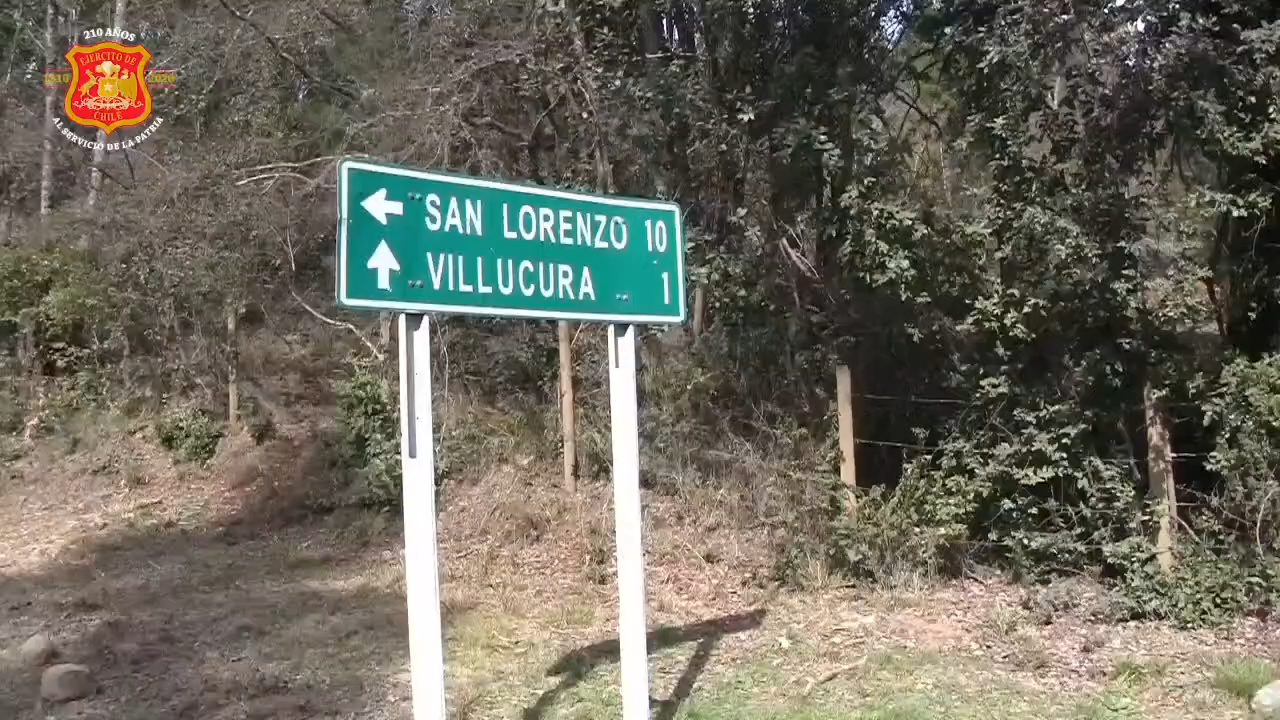 210 AÑOS
EJERCITO DE
CHILE
1810 2020
AL SERVICIO DE LA PATRIA
SAN LORENZO 10
VILLUCURA 1